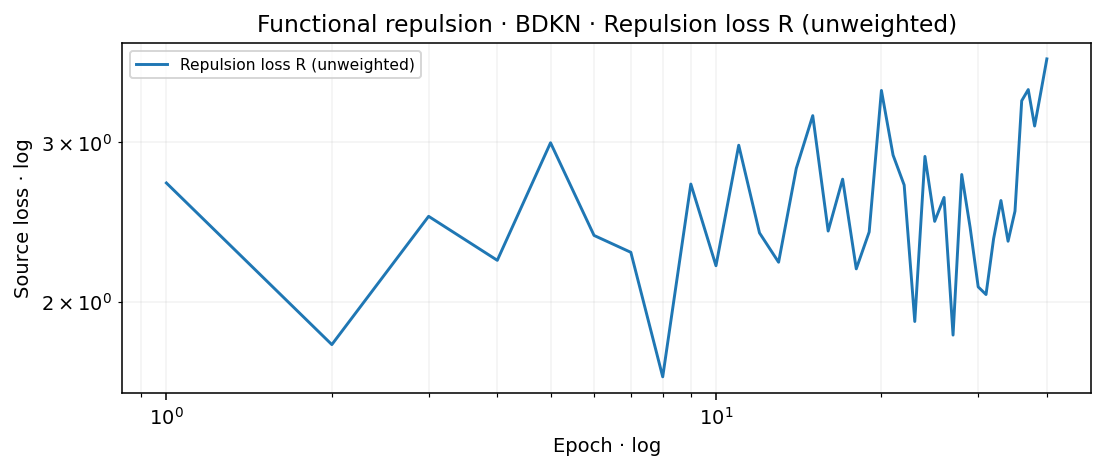 Functional repulsion · BDKN · Repulsion loss R (unweighted)
Repulsion loss R (unweighted)
Source loss · log
3 × 10⁰
2 × 10⁰
10⁰
10¹
Epoch · log